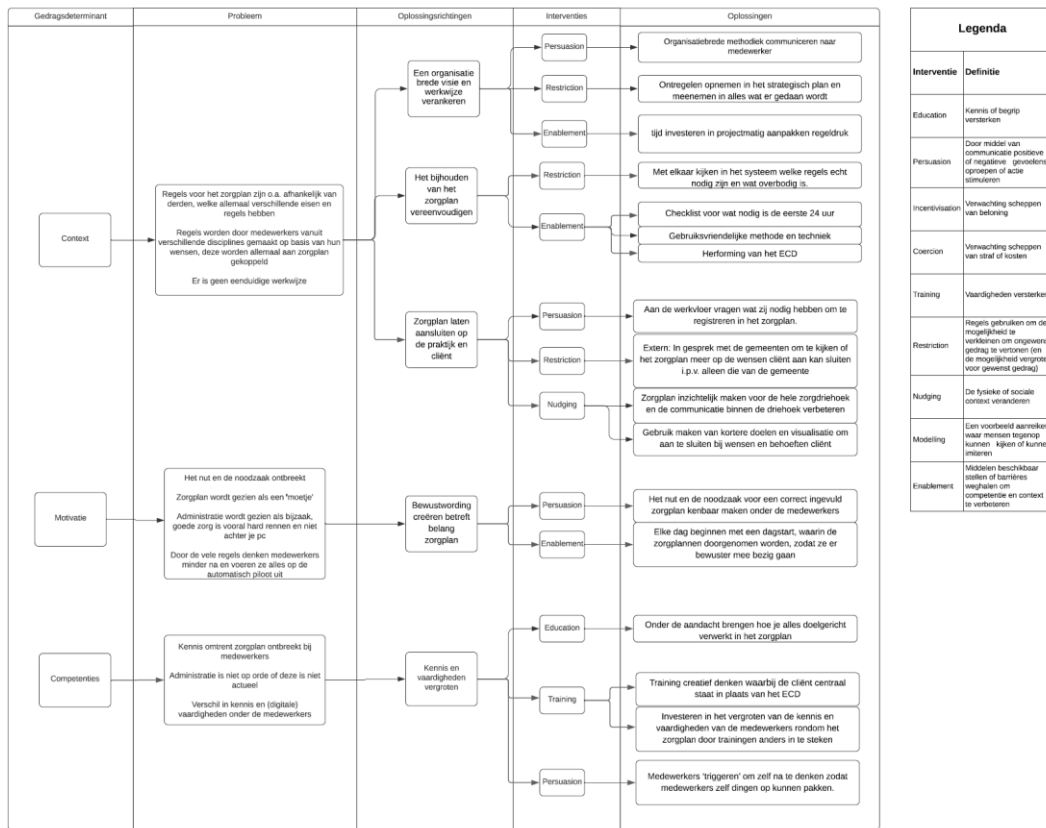 Gedragsdeterminant
Probleem
Oplossingsrichtingen
Interventies
Oplossingen
Context
Regels voor het zorgplan zijn o.a. afhankelijk van
derden, welke allemaal verschillende eisen en
regels hebben
Regels worden door medewerkers vanuit
verschillende disciplines gemaakt op basis van hun
wensen, deze worden allemaal aan zorgplan
gekoppeld
Er is geen eenduidige werkwijze
Een organisatie
brede visie en
werkwijze
verankeren
Persuasion
Organisatiebrede methodiek communiceren naar
medewerker
Restriction
Ontregelen opnemen in het strategisch plan en
meenemen in alles wat er gedaan wordt
Enablement
tijd investeren in projectmatig aanpakken regeldruk
Het bijhouden
van het
zorgplan
vereenvoudigen
Restriction
Met elkaar kijken in het systeem welke regels echt
nodig zijn en wat overbodig is.
Enablement
Checklist voor wat nodig is de eerste 24 uur
Gebruiksvriendelijke methode en techniek
Herforming van het ECD
Zorgplan laten
aansluiten op
de praktijk en
cliënt
Persuasion
Aan de werkvloer vragen wat zij nodig hebben om te
registreren in het zorgplan.
Restriction
Extern: In gesprek met de gemeenten om te kijken of
het zorgplan meer op de wensen cliënt aan kan sluiten
i.p.v. alleen die van de gemeente
Nudging
Zorgplan inzichtelijk maken voor de hele zorgdriehoek
en de communicatie binnen de driehoek verbeteren
Gebruik maken van kortere doelen en visualisatie om
aan te sluiten bij wensen en behoeften cliënt
Motivatie
Het nut en de noodzaak ontbreekt
Zorgplan wordt gezien als een 'moetje'
Administratie wordt gezien als bijzaak,
goede zorg is vooral hard rennen en niet
achter je pc
Door de vele regels denken medewerkers
minder na en voeren ze alles op de
automatisch piloot uit
Bewustwording
creëren betreft
belang
zorgplan
Persuasion
Het nut en de noodzaak voor een correct ingevuld
zorgplan kenbaar maken onder de medewerkers
Enablement
Elke dag beginnen met een dagstart, waarin de
zorgplannen doorgenomen worden, zodat ze er
bewuster mee bezig gaan
Competenties
Kennis omtrent zorgplan ontbreekt bij
medewerkers
Administratie is niet op orde of deze is niet
actueel
Verschil in kennis en (digitale)
vaardigheden onder de medewerkers
Kennis en
vaardigheden
vergroten
Education
Onder de aandacht brengen hoe je alles doelgericht
verwerkt in het zorgplan
Training
Training creatief denken waarbij de cliënt centraal
staat in plaats van het ECD
Investeren in het vergroten van de kennis en
vaardigheden van de medewerkers rondom het
zorgplan door trainingen anders in te steken
Persuasion
Medewerkers 'triggeren' om zelf na te denken zodat
medewerkers zelf dingen op kunnen pakken.
Legenda
Interventie
Definitie
Education
Kennis of begrip
versterken
Persuasion
Door middel van
communicatie positieve
of negatieve gevoelens
oproepen of actie
stimuleren
Incentivisation
Verwachting scheppen
van beloning
Coercion
Verwachting scheppen
van straf of kosten
Training
Vaardigheden versterken
Restriction
Regels gebruiken om de
mogelijkheid te
verkleinen om ongewens
gedrag te vertonen (en
de mogelijkheid vergrote
voor gewenst gedrag)
Nudging
De fysieke of sociale
context veranderen
Modelling
Een voorbeeld aanreiken
waar mensen tegenop
kunnen kijken of kunne
imiteren
Enablement
Middelen beschikbaar
stellen of barrières
weghalen om
competentie en context
te verbeteren